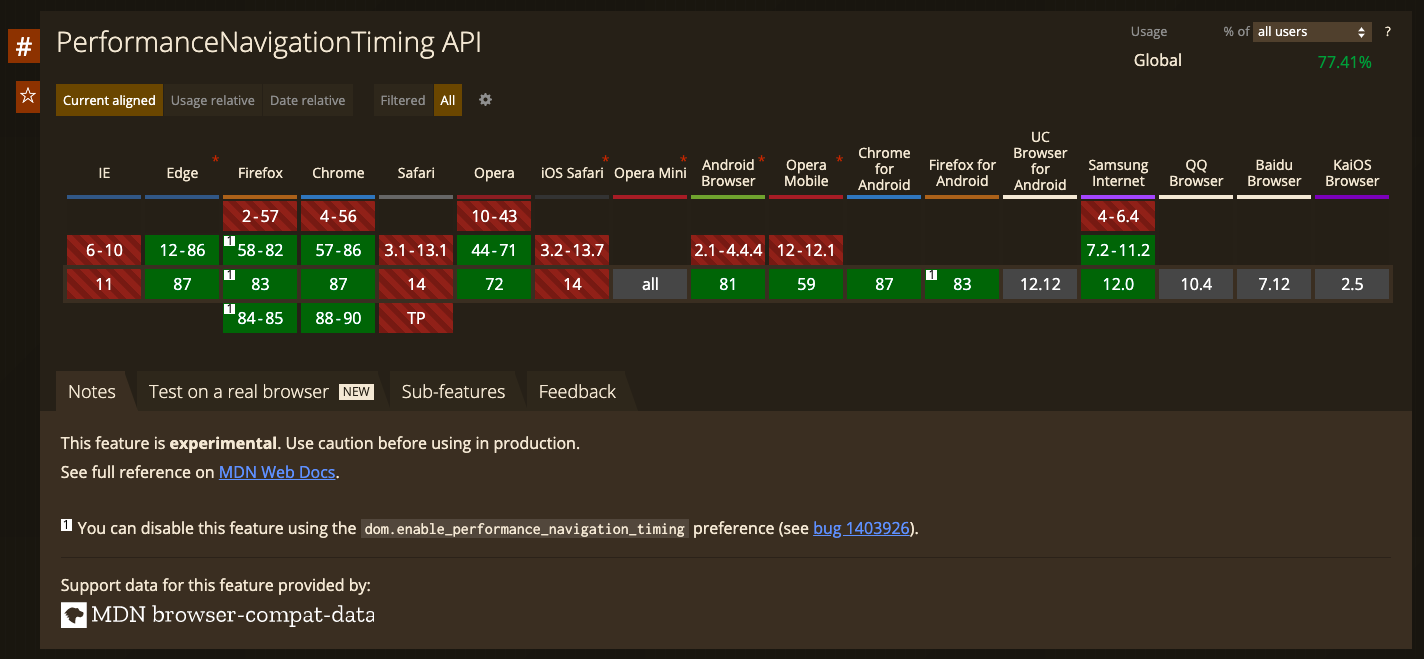 #
PerformanceNavigationTiming API
Usage % of all users ?
Global 77.41%
☆
Current aligned Usage relative Date relative Filtered All
IE Edge * Firefox Chrome Safari Opera iOS Safari * Opera Mini * Android Browser * Opera Mobile * Chrome for Android Firefox for Android UC Browser for Android Samsung Internet QQ Browser Baidu Browser KaiOS Browser
2-57 4-56 10-43 4-6.4
6-10 12-86 1 58-82 57-86 3.1-13.1 44-71 3.2-13.7 2.1-4.4.4 12-12.1 7.2-11.2
11 87 1 83 87 14 72 14 all 81 59 87 1 83 12.12 12.0 10.4 7.12 2.5
1 84-85 88-90 TP
Notes Test on a real browser NEW Sub-features Feedback
This feature is experimental. Use caution before using in production.
See full reference on MDN Web Docs.
1 You can disable this feature using the dom.enable_performance_navigation_timing preference (see bug 1403926).
Support data for this feature provided by:
MDN browser-compat-data